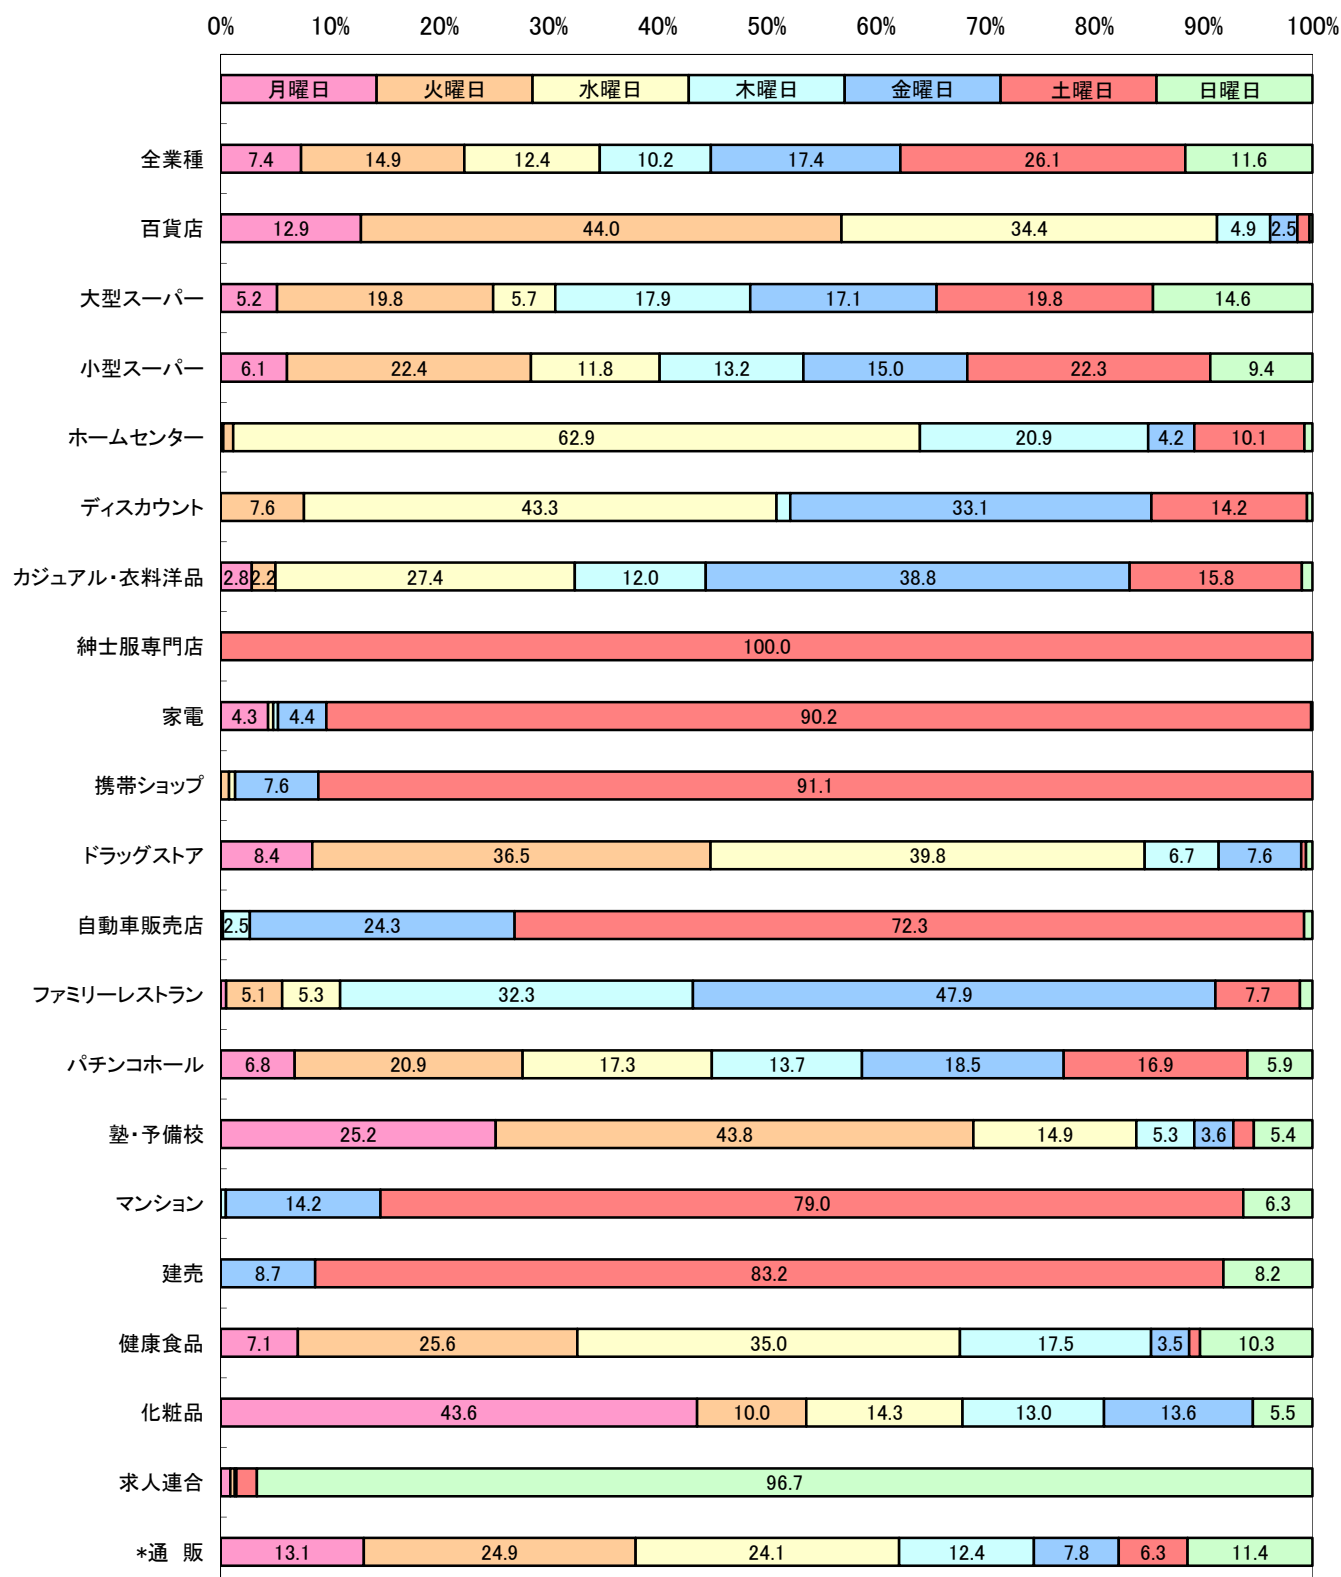 0% 10% 20% 30% 40% 50% 60% 70% 80% 90% 100%
月曜日 火曜日 水曜日 木曜日 金曜日 土曜日 日曜日
全業種 7.4 14.9 12.4 10.2 17.4 26.1 11.6
百貨店 12.9 44.0 34.4 4.9 2.5
大型スーパー 5.2 19.8 5.7 17.9 17.1 19.8 14.6
小型スーパー 6.1 22.4 11.8 13.2 15.0 22.3 9.4
ホームセンター 62.9 20.9 4.2 10.1
ディスカウント 7.6 43.3 33.1 14.2
カジュアル・衣料洋品 2.8 2.2 27.4 12.0 38.8 15.8
紳士服専門店 100.0
家電 4.3 4.4 90.2
携帯ショップ 7.6 91.1
ドラッグストア 8.4 36.5 39.8 6.7 7.6
自動車販売店 2.5 24.3 72.3
ファミリーレストラン 5.1 5.3 32.3 47.9 7.7
パチンコホール 6.8 20.9 17.3 13.7 18.5 16.9 5.9
塾・予備校 25.2 43.8 14.9 5.3 3.6 5.4
マンション 14.2 79.0 6.3
建売 8.7 83.2 8.2
健康食品 7.1 25.6 35.0 17.5 3.5 10.3
化粧品 43.6 10.0 14.3 13.0 13.6 5.5
求人連合 96.7
*通　販 13.1 24.9 24.1 12.4 7.8 6.3 11.4